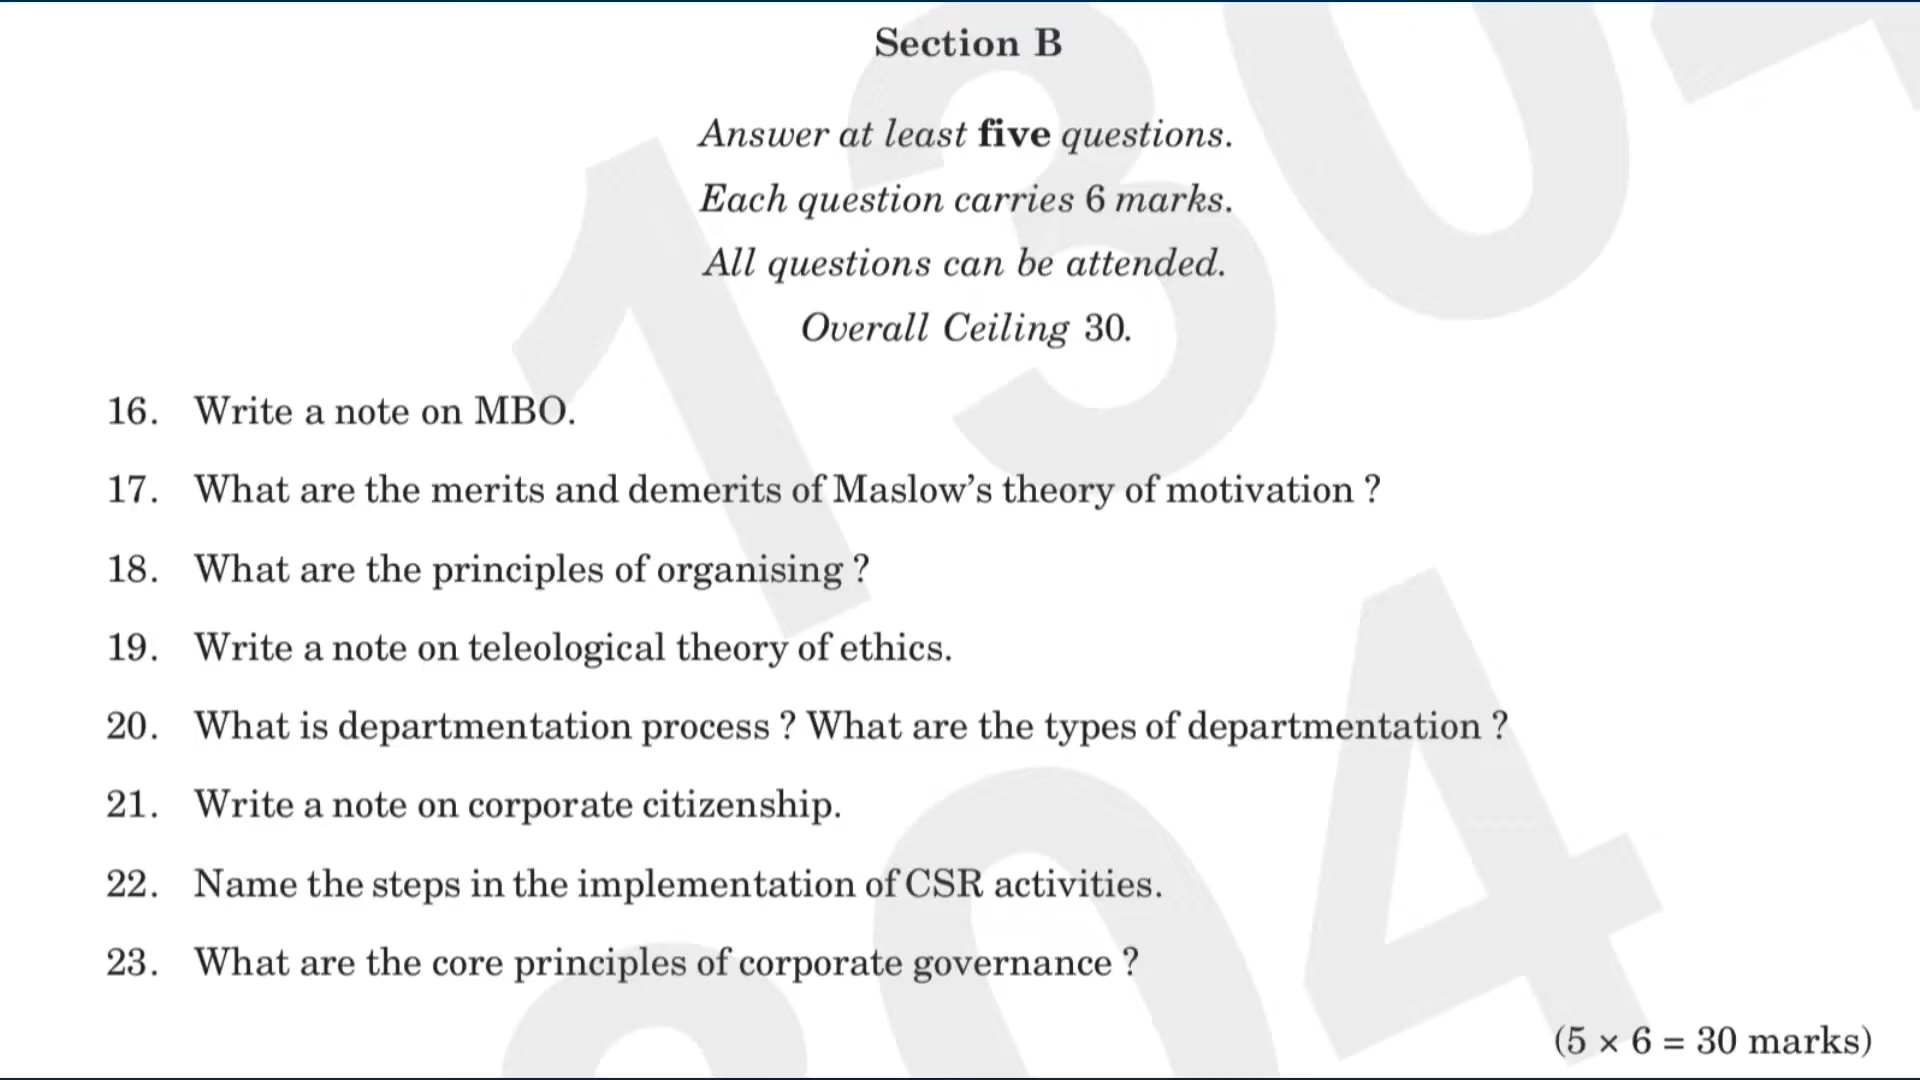 Section B
Answer at least five questions.
Each question carries 6 marks.
All questions can be attended.
Overall Ceiling 30.
16. Write a note on MBO.
17. What are the merits and demerits of Maslow's theory of motivation ?
18. What are the principles of organising ?
19. Write a note on teleological theory of ethics.
20. What is departmentation process ? What are the types of departmentation ?
21. Write a note on corporate citizenship.
22. Name the steps in the implementation of CSR activities.
23. What are the core principles of corporate governance ?
(5 × 6 = 30 marks)